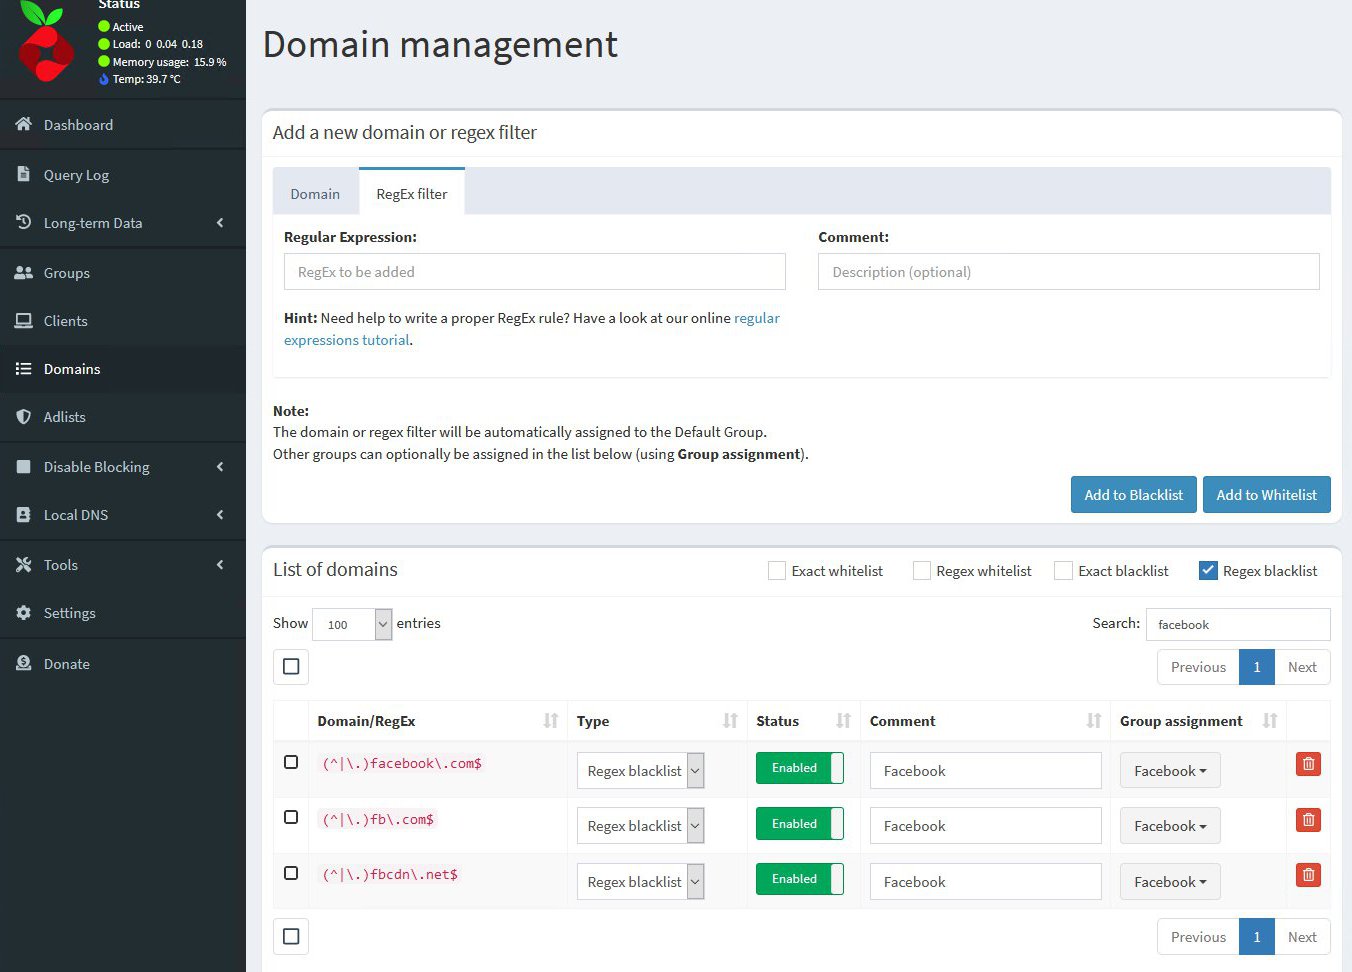 Status
Active
Load: 0 0.04 0.18
Memory usage: 15.9 %
Temp: 39.7 °C
Dashboard
Query Log
Long-term Data
Groups
Clients
Domains
Adlists
Disable Blocking
Local DNS
Tools
Settings
Donate
Domain management
Add a new domain or regex filter
Domain RegEx filter
Regular Expression: Comment:
RegEx to be added Description (optional)
Hint: Need help to write a proper RegEx rule? Have a look at our online regular
expressions tutorial.
Note:
The domain or regex filter will be automatically assigned to the Default Group.
Other groups can optionally be assigned in the list below (using Group assignment).
Add to Blacklist Add to Whitelist
List of domains Exact whitelist Regex whitelist Exact blacklist Regex blacklist
Show 100 entries Search: facebook
Previous 1 Next
Domain/RegEx Type Status Comment Group assignment
(^|\.)facebook\.com$ Regex blacklist Enabled Facebook Facebook
(^|\.)fb\.com$ Regex blacklist Enabled Facebook Facebook
(^|\.)fbcdn\.net$ Regex blacklist Enabled Facebook Facebook
Previous 1 Next